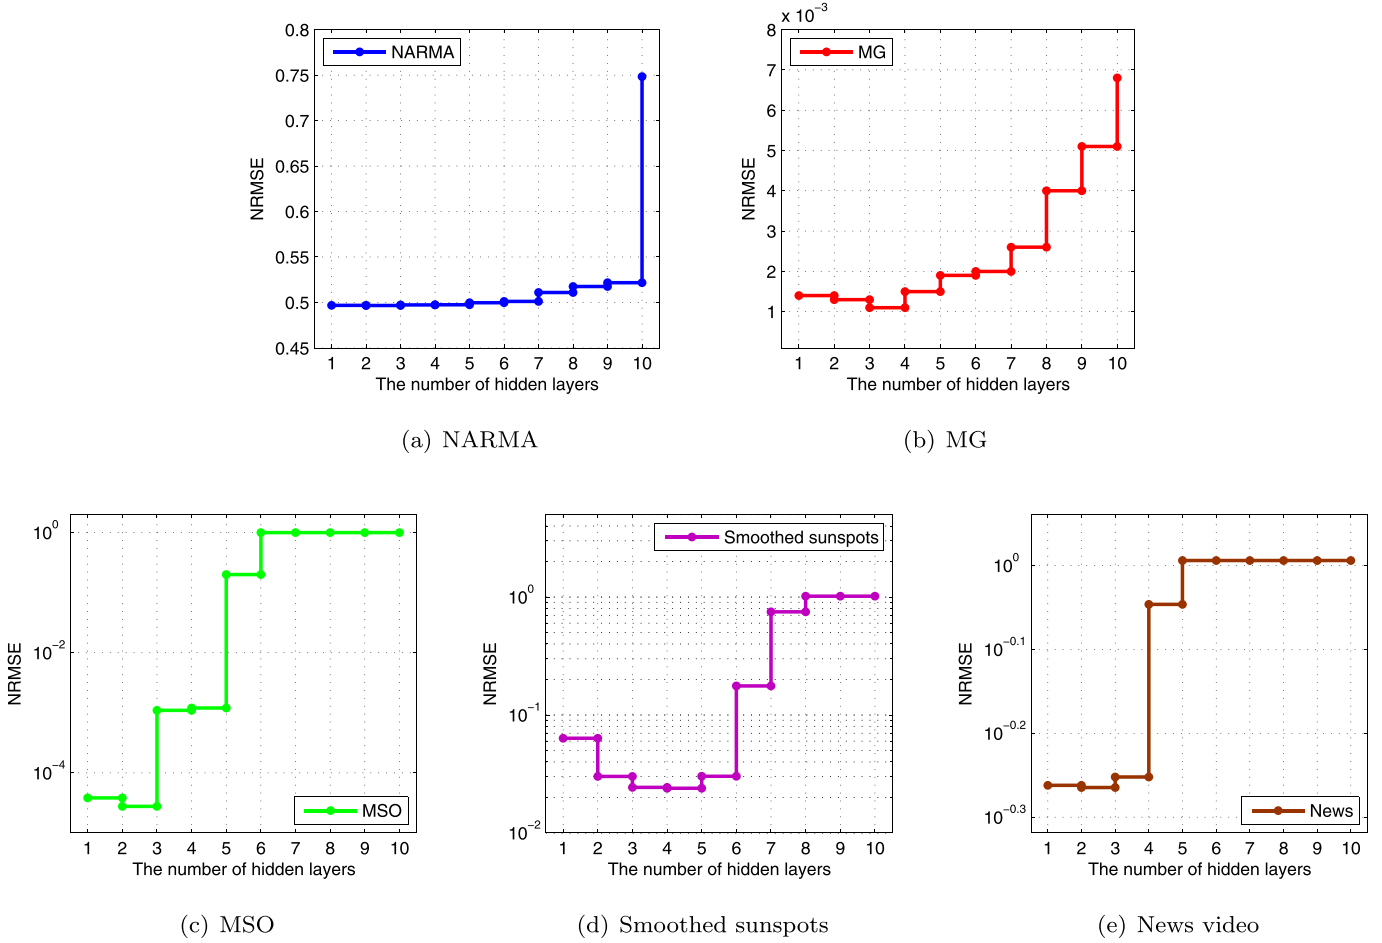 0.8
0.75
0.7
0.65
0.6
0.55
0.5
0.45
NRMSE
NARMA
1 2 3 4 5 6 7 8 9 10
The number of hidden layers
(a) NARMA
x 10⁻³
8
7
6
5
4
3
2
1
NRMSE
MG
1 2 3 4 5 6 7 8 9 10
The number of hidden layers
(b) MG
10⁰
10⁻²
10⁻⁴
NRMSE
MSO
1 2 3 4 5 6 7 8 9 10
The number of hidden layers
(c) MSO
10⁰
10⁻¹
10⁻²
NRMSE
Smoothed sunspots
1 2 3 4 5 6 7 8 9 10
The number of hidden layers
(d) Smoothed sunspots
10⁰
10⁻⁰·¹
10⁻⁰·²
10⁻⁰·³
NRMSE
News
1 2 3 4 5 6 7 8 9 10
The number of hidden layers
(e) News video